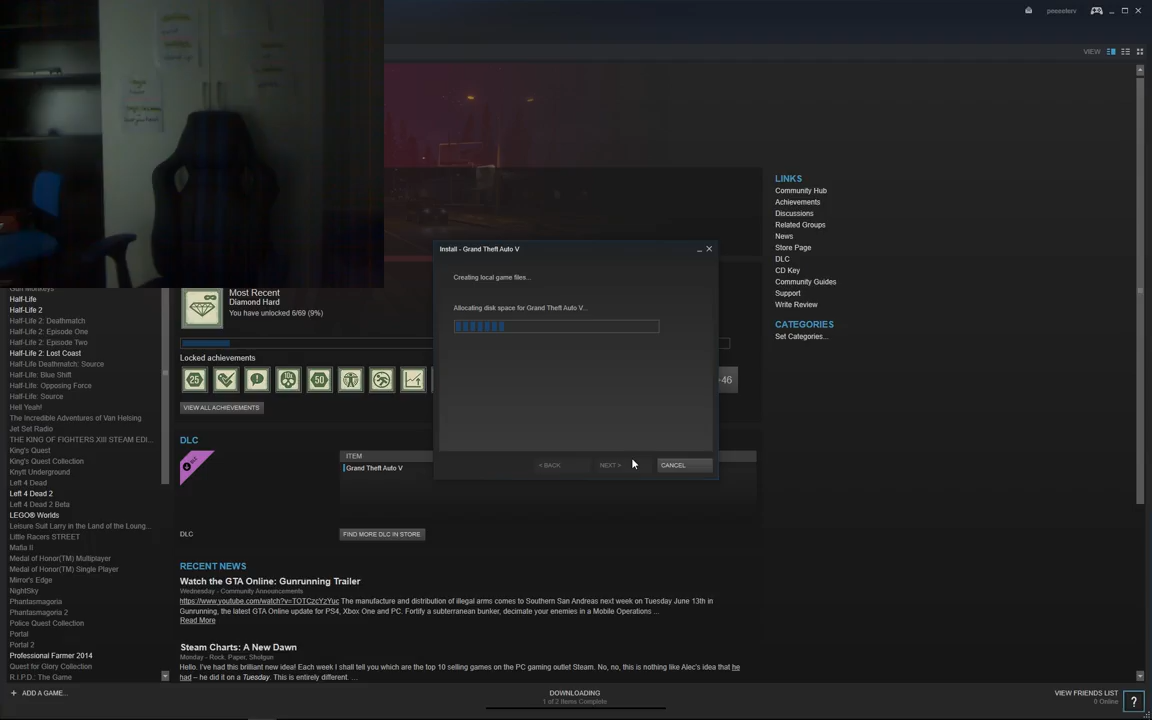 poeeelerv
VIEW
LINKS
Community Hub
Achievements
Discussions
Related Groups
News
Store Page
DLC
CD Key
Community Guides
Support
Write Review
CATEGORIES
Set Categories...
Install - Grand Theft Auto V
Creating local game files...
Allocating disk space for Grand Theft Auto V...
< BACK
NEXT >
CANCEL
Most Recent
Diamond Hard
You have unlocked 6/69 (9%)
Locked achievements
25
50
-46
VIEW ALL ACHIEVEMENTS
DLC
ITEM
Grand Theft Auto V
DLC
FIND MORE DLC IN STORE
RECENT NEWS
Watch the GTA Online: Gunrunning Trailer
Wednesday - Community Announcements
https://www.youtube.com/watch?v=TOTCzcYzYuc The manufacture and distribution of illegal arms comes to Southern San Andreas next week on Tuesday June 13th in
Gunrunning, the latest GTA Online update for PS4, Xbox One and PC. Fortify a subterranean bunker, decimate your enemies in a Mobile Operations ...
Read More
Steam Charts: A New Dawn
Monday - Rock, Paper, Shotgun
Hello. I've had this brilliant new idea! Each week I shall tell you which are the top 10 selling games on the PC gaming outlet Steam. No, no, this is nothing like Alec's idea that he
had – he did it on a Tuesday. This is entirely different. ...
Gun Monkeys
Half-Life
Half-Life 2
Half-Life 2: Deathmatch
Half-Life 2: Episode One
Half-Life 2: Episode Two
Half-Life 2: Lost Coast
Half-Life Deathmatch: Source
Half-Life: Blue Shift
Half-Life: Opposing Force
Half-Life: Source
Hell Yeah!
The Incredible Adventures of Van Helsing
Jet Set Radio
THE KING OF FIGHTERS XIII STEAM EDI...
King's Quest
King's Quest Collection
Knytt Underground
Left 4 Dead
Left 4 Dead 2
Left 4 Dead 2 Beta
LEGO® Worlds
Leisure Suit Larry in the Land of the Loung...
Little Racers STREET
Mafia II
Medal of Honor(TM) Multiplayer
Medal of Honor(TM) Single Player
Mirror's Edge
NightSky
Phantasmagoria
Phantasmagoria 2
Police Quest Collection
Portal
Portal 2
Professional Farmer 2014
Quest for Glory Collection
R.I.P.D.: The Game
+ ADD A GAME...
DOWNLOADING
1 of 2 Items Complete
VIEW FRIENDS LIST
0 Online
?